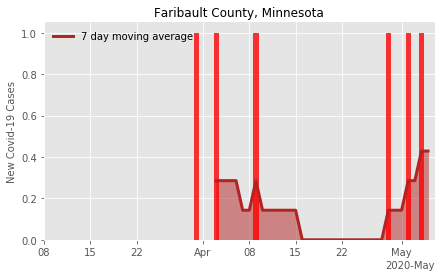 Faribault County, Minnesota
7 day moving average
New Covid-19 Cases
1.0
0.8
0.6
0.4
0.2
0.0
08 15 22 Apr 08 15 22 May
2020-May